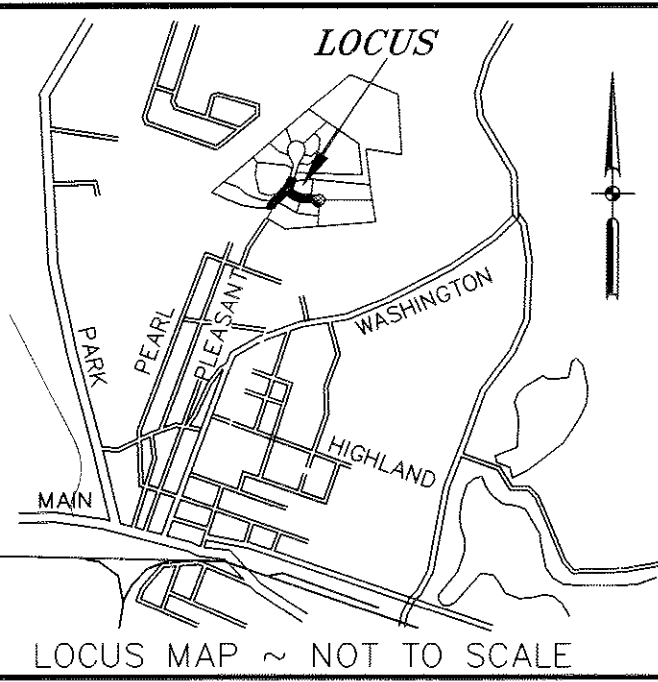 LOCUS
WASHINGTON
PLEASANT
PEARL
PARK
HIGHLAND
MAIN
LOCUS MAP ~ NOT TO SCALE